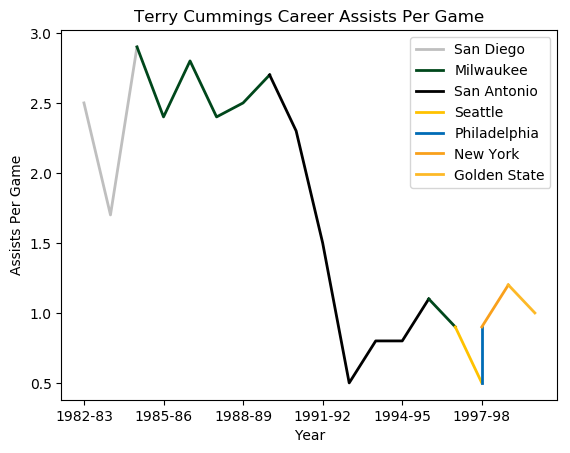 Terry Cummings Career Assists Per Game
3.0
2.5
2.0
1.5
1.0
0.5
Assists Per Game
San Diego
Milwaukee
San Antonio
Seattle
Philadelphia
New York
Golden State
1982-83 1985-86 1988-89 1991-92 1994-95 1997-98
Year